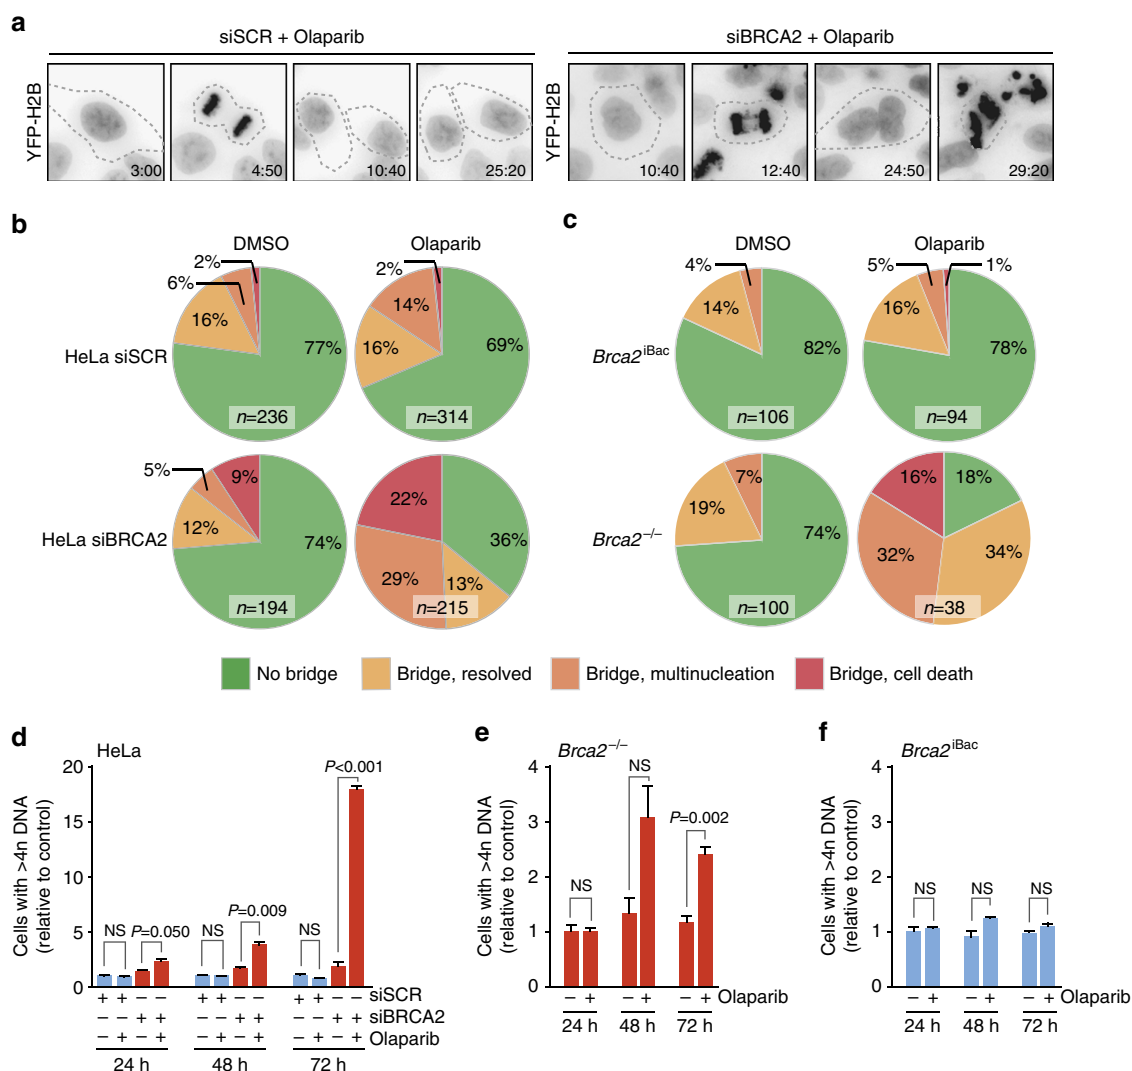 a
siSCR + Olaparib
siBRCA2 + Olaparib
YFP-H2B
3:00
4:50
10:40
25:20
YFP-H2B
10:40
12:40
24:50
29:20
b
DMSO
Olaparib
HeLa siSCR
2%
6%
16%
77%
n=236
2%
14%
16%
69%
n=314
HeLa siBRCA2
5%
9%
12%
74%
n=194
22%
36%
29%
13%
n=215
c
DMSO
Olaparib
Brca2iBac
4%
14%
82%
n=106
5%
1%
16%
78%
n=94
Brca2–/–
7%
19%
74%
n=100
16%
18%
32%
34%
n=38
No bridge
Bridge, resolved
Bridge, multinucleation
Bridge, cell death
d
HeLa
Cells with >4n DNA
(relative to control)
20
15
10
5
0
NS
P=0.050
NS
P=0.009
NS
P<0.001
+ + – – + + – – + + – – siSCR
– – + + – – + + – – + + siBRCA2
– + – + – + – + – + – + Olaparib
24 h
48 h
72 h
e
Brca2–/–
Cells with >4n DNA
(relative to control)
4
3
2
1
0
NS
NS
P=0.002
– + – + – + Olaparib
24 h
48 h
72 h
f
Brca2iBac
Cells with >4n DNA
(relative to control)
4
3
2
1
0
NS
NS
NS
– + – + – + Olaparib
24 h
48 h
72 h